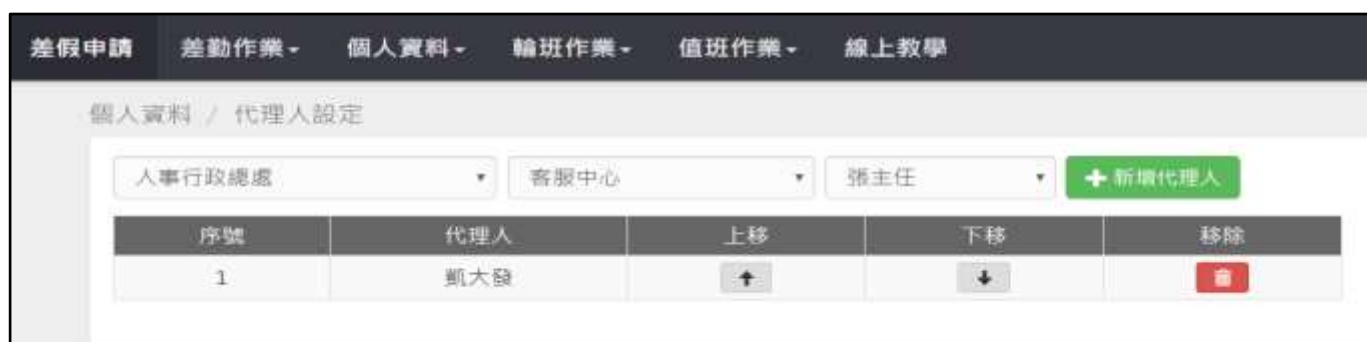 差假申請 差勤作業 個人資料 輪班作業 值班作業 線上教學
個人資料 / 代理人設定
人事行政總處 客服中心 張主任 新增代理人
序號 代理人 上移 下移 移除
1 凱大發